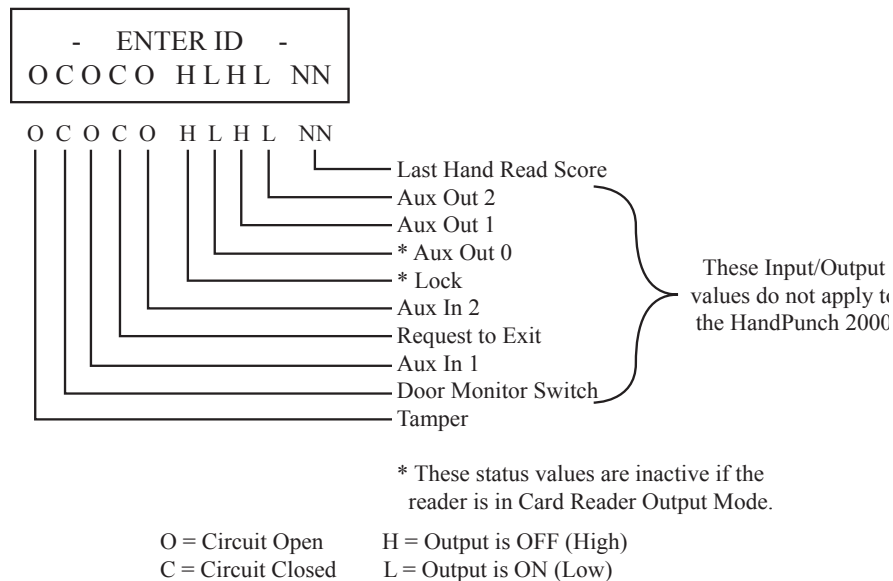 - ENTER ID -
O C O C O H L H L NN
O C O C O H L H L NN
Last Hand Read Score
Aux Out 2
Aux Out 1
* Aux Out 0
* Lock
Aux In 2
Request to Exit
Aux In 1
Door Monitor Switch
Tamper
These Input/Output
values do not apply to
the HandPunch 2000
* These status values are inactive if the
reader is in Card Reader Output Mode.
O = Circuit Open H = Output is OFF (High)
C = Circuit Closed L = Output is ON (Low)